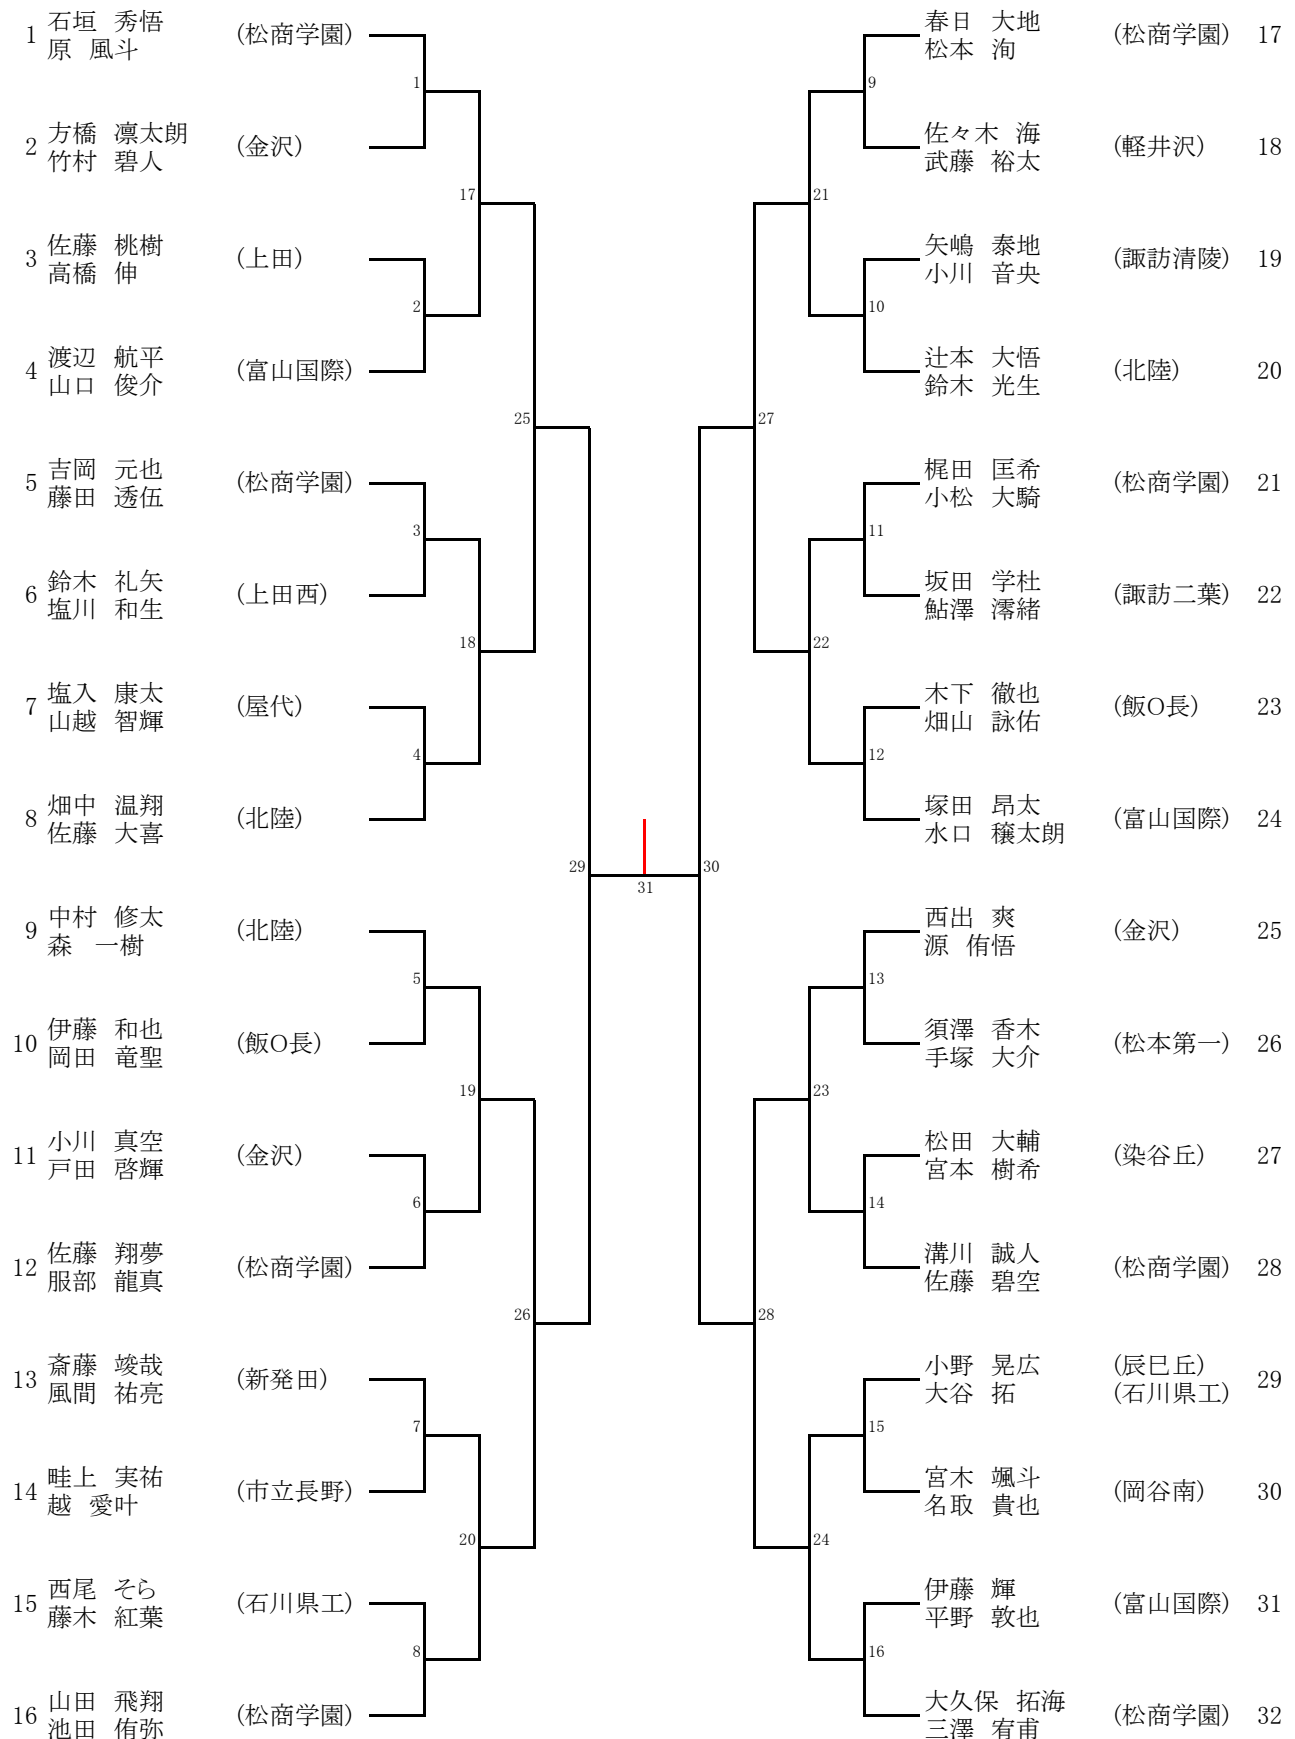 1 石垣 秀悟 (松商学園)
原 風斗
2 方橋 凛太朗 (金沢)
竹村 碧人
3 佐藤 桃樹 (上田)
高橋 伸
4 渡辺 航平 (富山国際)
山口 俊介
5 吉岡 元也 (松商学園)
藤田 透伍
6 鈴木 礼矢 (上田西)
塩川 和生
7 塩入 康太 (屋代)
山越 智輝
8 畑中 温翔 (北陸)
佐藤 大喜
9 中村 修太 (北陸)
森 一樹
10 伊藤 和也 (飯O長)
岡田 竜聖
11 小川 真空 (金沢)
戸田 啓輝
12 佐藤 翔夢 (松商学園)
服部 龍真
13 斎藤 竣哉 (新発田)
風間 祐亮
14 畦上 実祐 (市立長野)
越 愛叶
15 西尾 そら (石川県工)
藤木 紅葉
16 山田 飛翔 (松商学園)
池田 侑弥
1
2
3
4
5
6
7
8
17
18
19
20
25
26
29
31
30
27
28
21
22
23
24
9
10
11
12
13
14
15
16
春日 大地 (松商学園) 17
松本 洵
佐々木 海 (軽井沢) 18
武藤 裕太
矢嶋 泰地 (諏訪清陵) 19
小川 音央
辻本 大悟 (北陸) 20
鈴木 光生
梶田 匡希 (松商学園) 21
小松 大騎
坂田 学杜 (諏訪二葉) 22
鮎澤 澪緒
木下 徹也 (飯O長) 23
畑山 詠佑
塚田 昂太 (富山国際) 24
水口 穣太朗
西出 爽 (金沢) 25
源 侑悟
須澤 香木 (松本第一) 26
手塚 大介
松田 大輔 (染谷丘) 27
宮本 樹希
溝川 誠人 (松商学園) 28
佐藤 碧空
小野 晃広 (辰巳丘) 29
大谷 拓 (石川県工)
宮木 颯斗 (岡谷南) 30
名取 貴也
伊藤 輝 (富山国際) 31
平野 敦也
大久保 拓海 (松商学園) 32
三澤 宥甫